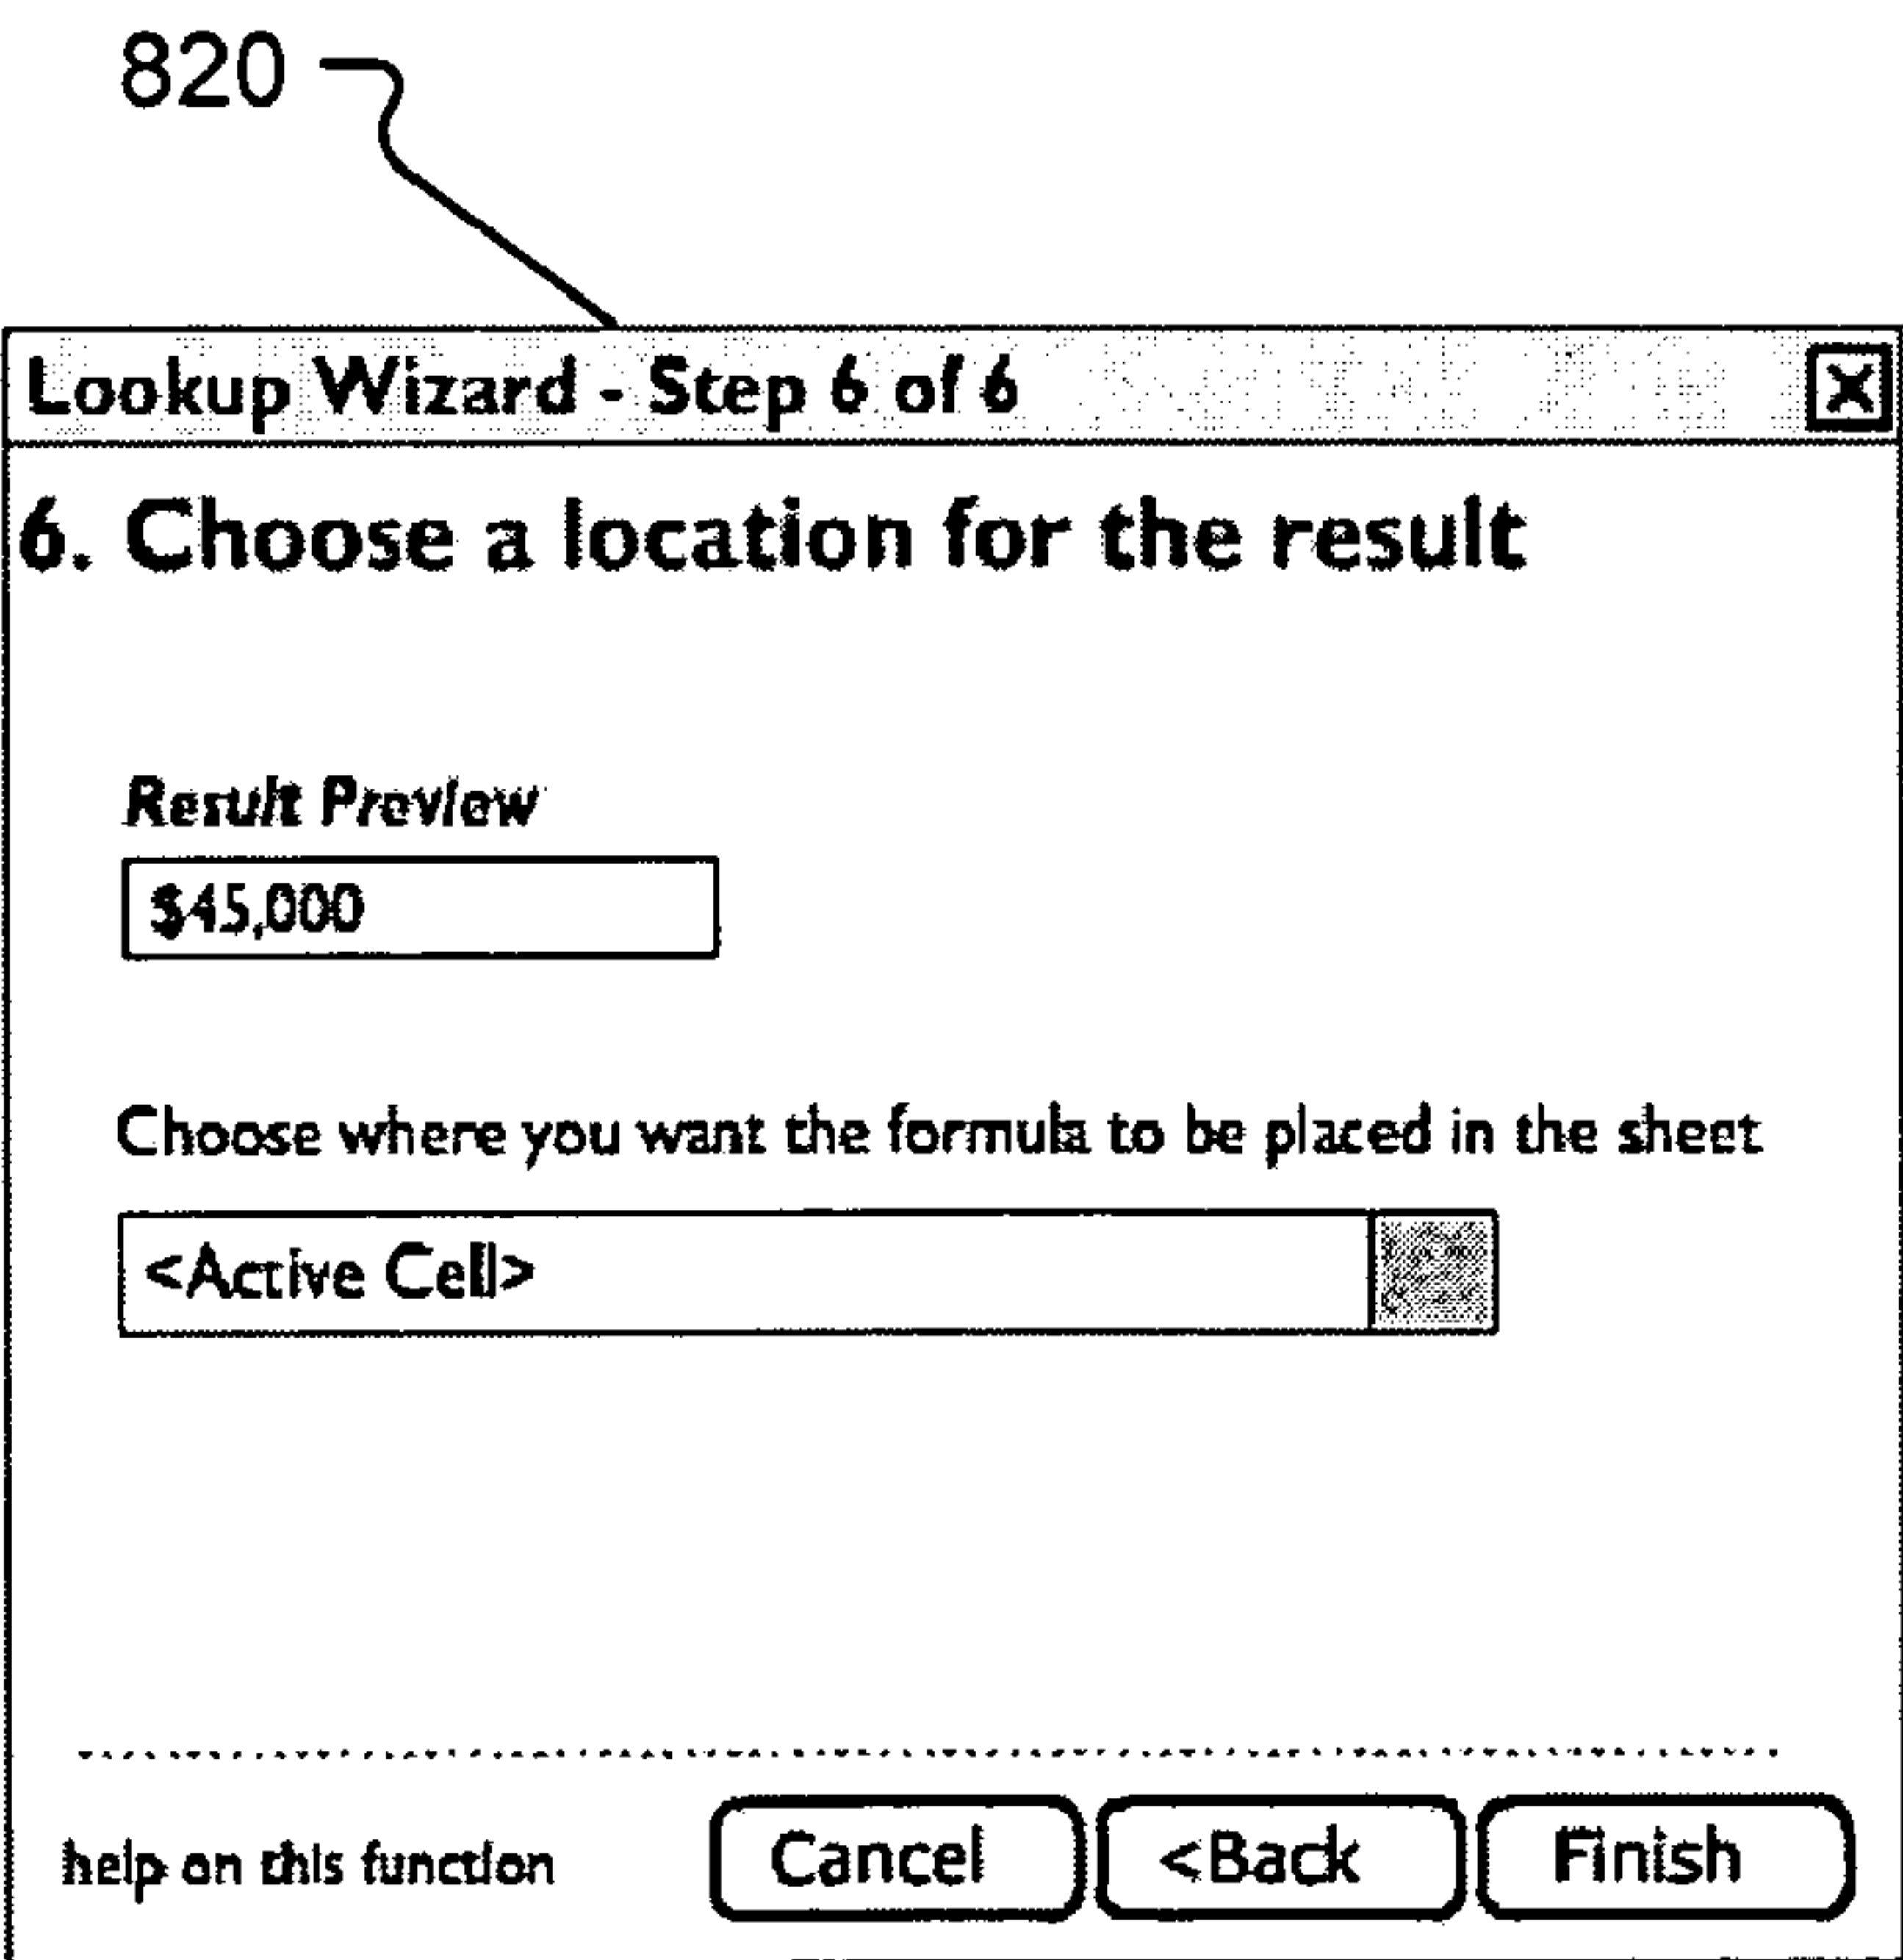 820
Lookup Wizard - Step 6 of 6
6. Choose a location for the result
Result Preview
$45,000
Choose where you want the formula to be placed in the sheet
<Active Cell>
help on this function
Cancel
<Back
Finish